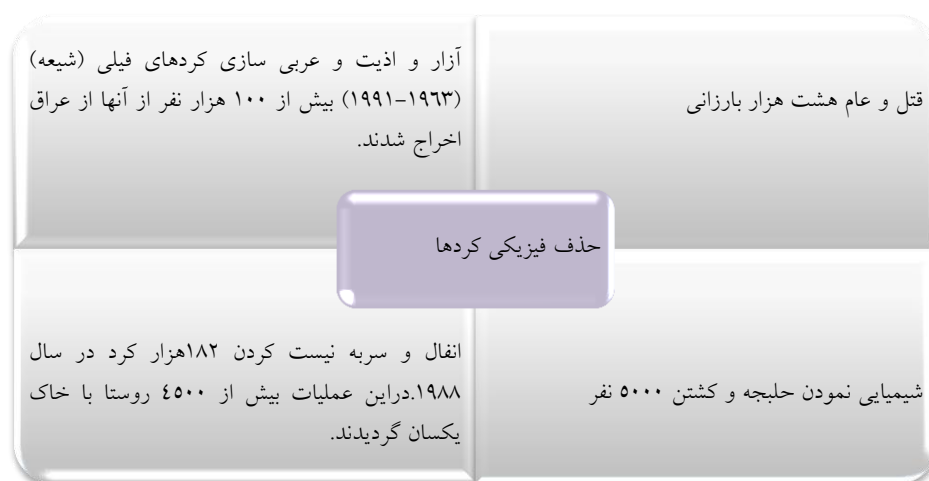 قتل و عام هشت هزار بارزانی
آزار و اذیت و عربی سازی کردهای فیلی (شیعه)
(۱۹۶۳-۱۹۹۱) بیش از ۱۰۰ هزار نفر از آنها از عراق
اخراج شدند.
حذف فیزیکی کردها
شیمیایی نمودن حلبجه و کشتن ٥٠٠٠ نفر
انفال و سربه نیست کردن ۱۸۲هزار کرد در سال
۱۹۸۸.دراین عملیات بیش از ٤٥٠٠ روستا با خاک
یکسان گردیدند.